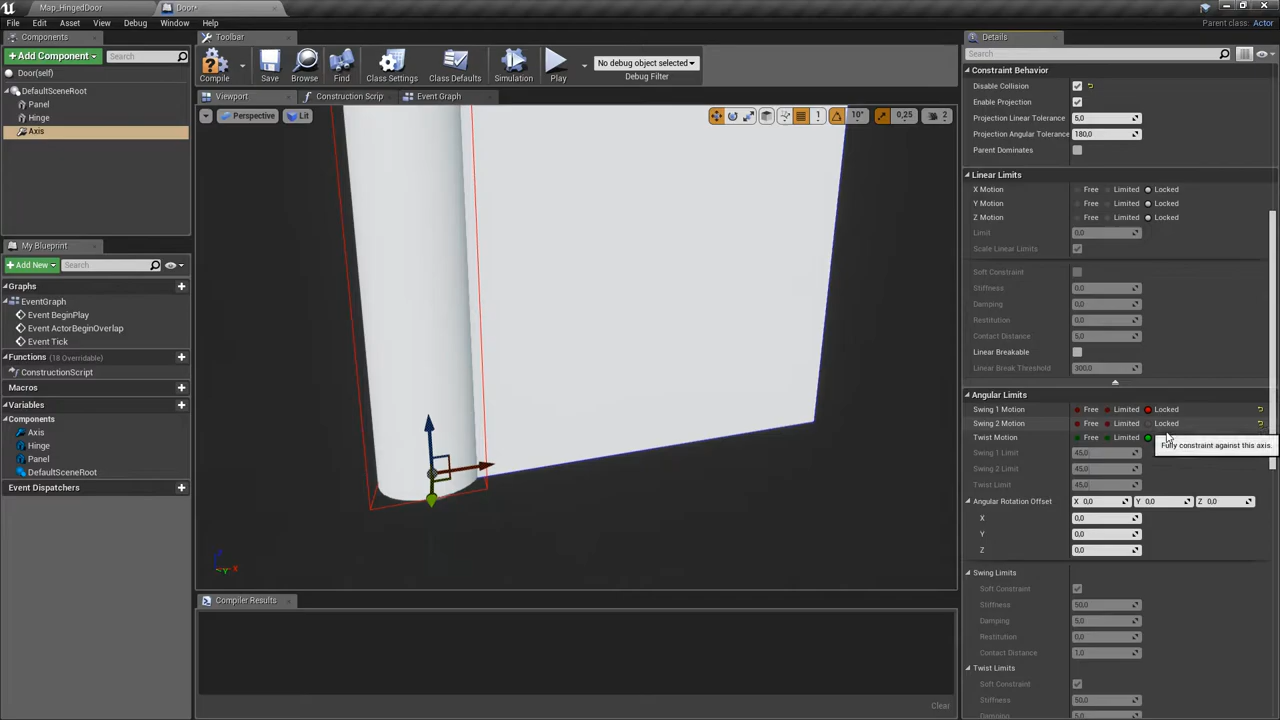 Map_HingedDoor
Door*
File Edit Asset View Debug Window Help
Parent class: Actor
Components
+ Add Component
Search
Door(self)
DefaultSceneRoot
Panel
Hinge
Axis
My Blueprint
+ Add New
Search
Graphs
EventGraph
Event BeginPlay
Event ActorBeginOverlap
Event Tick
Functions (18 Overridable)
ConstructionScript
Macros
Variables
Components
Axis
Hinge
Panel
DefaultSceneRoot
Event Dispatchers
Toolbar
Compile Save Browse Find Class Settings Class Defaults Simulation Play
No debug object selected
Debug Filter
Viewport Construction Scrip Event Graph
Perspective Lit
1 10° 0,25 2
Z Y X
Compiler Results
Clear
Details
Search
Constraint Behavior
Disable Collision
Enable Projection
Projection Linear Tolerance 5,0
Projection Angular Tolerance 180,0
Parent Dominates
Linear Limits
X Motion Free Limited Locked
Y Motion Free Limited Locked
Z Motion Free Limited Locked
Limit 0,0
Scale Linear Limits
Soft Constraint
Stiffness 0,0
Damping 0,0
Restitution 0,0
Contact Distance 5,0
Linear Breakable
Linear Break Threshold 300,0
Angular Limits
Swing 1 Motion Free Limited Locked
Swing 2 Motion Free Limited Locked
Twist Motion Free Limited
Fully constraint against this axis.
Swing 1 Limit 45,0
Swing 2 Limit 45,0
Twist Limit 45,0
Angular Rotation Offset X 0,0 Y 0,0 Z 0,0
X 0,0
Y 0,0
Z 0,0
Swing Limits
Soft Constraint
Stiffness 50,0
Damping 5,0
Restitution 0,0
Contact Distance 1,0
Twist Limits
Soft Constraint
Stiffness 50,0
Damping 5,0